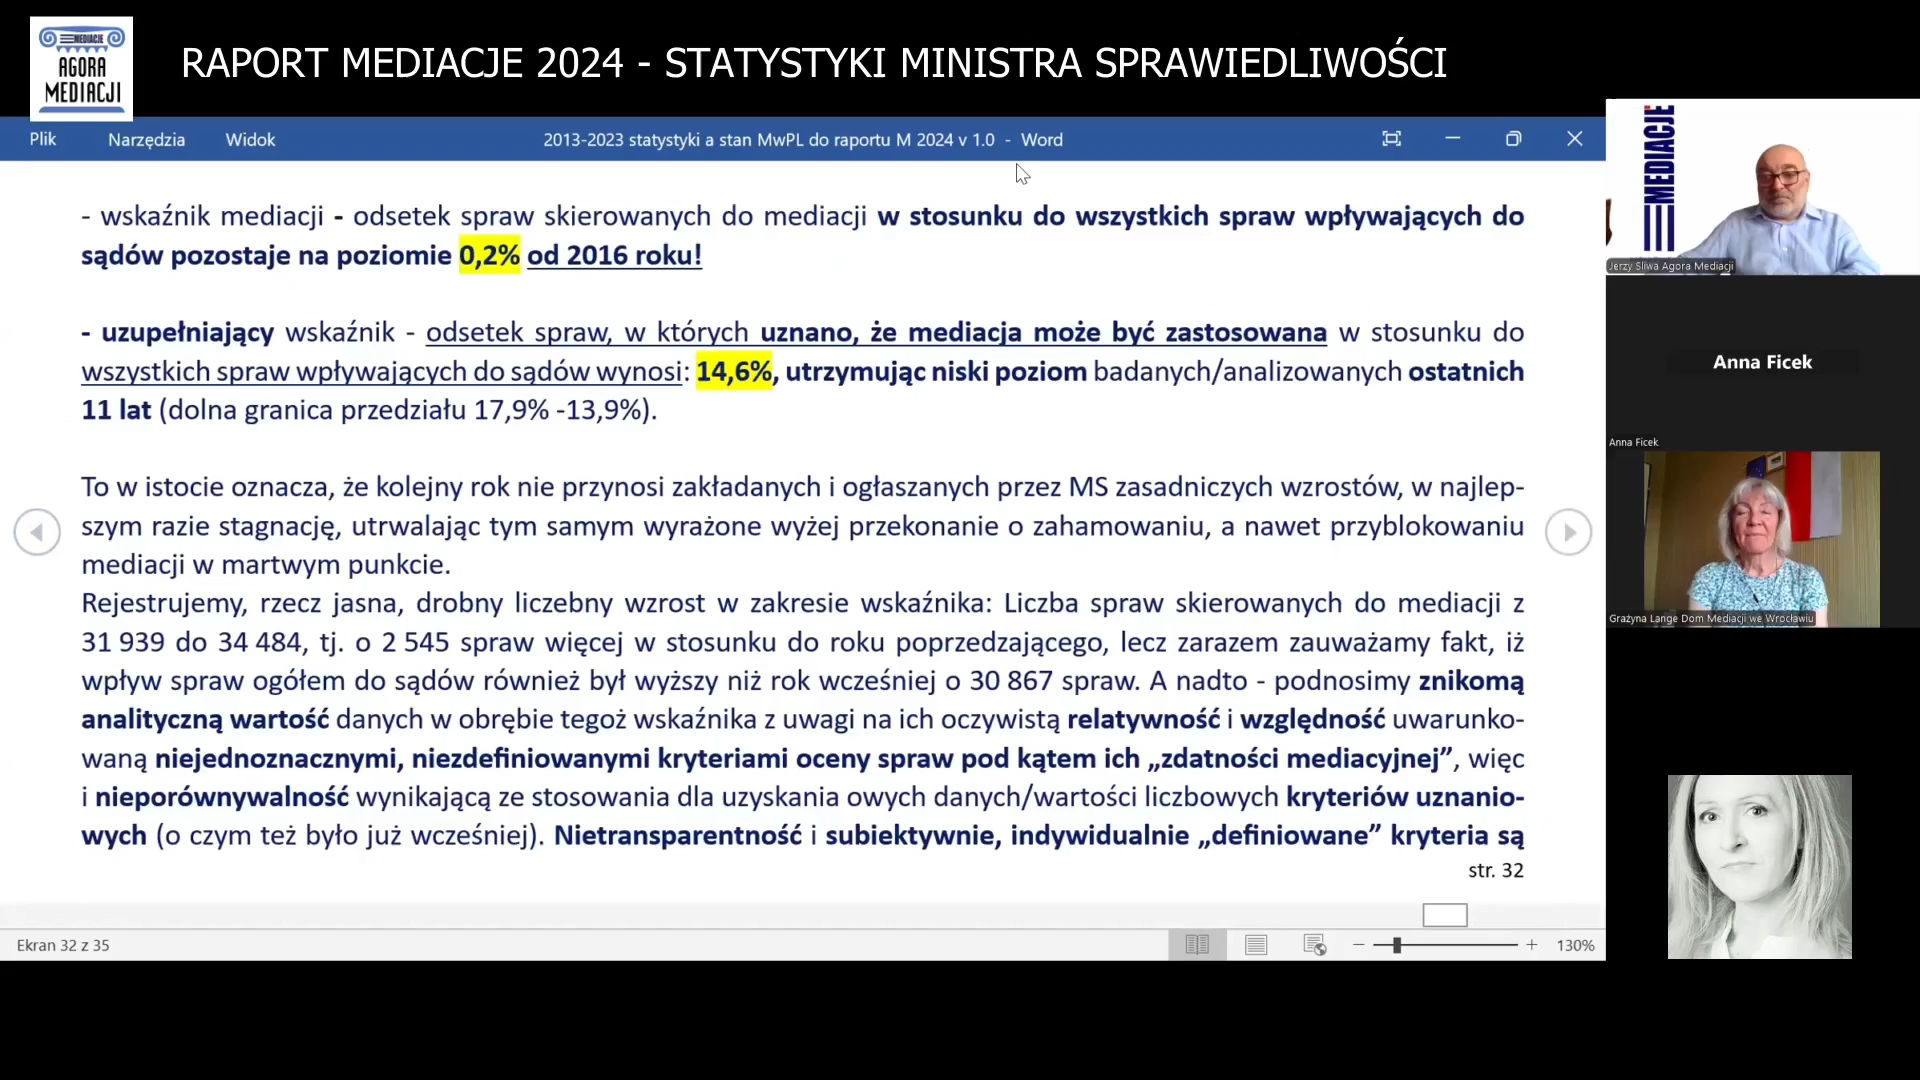 MEDIACJE
AGORA
MEDIACJI
RAPORT MEDIACJE 2024 - STATYSTYKI MINISTRA SPRAWIEDLIWOŚCI
Plik Narzędzia Widok 2013-2023 statystyki a stan MwPL do raportu M 2024 v 1.0 - Word
- wskaźnik mediacji - odsetek spraw skierowanych do mediacji w stosunku do wszystkich spraw wpływających do
sądów pozostaje na poziomie 0,2% od 2016 roku!
- uzupełniający wskaźnik - odsetek spraw, w których uznano, że mediacja może być zastosowana w stosunku do
wszystkich spraw wpływających do sądów wynosi: 14,6%, utrzymując niski poziom badanych/analizowanych ostatnich
11 lat (dolna granica przedziału 17,9% -13,9%).
To w istocie oznacza, że kolejny rok nie przynosi zakładanych i ogłaszanych przez MS zasadniczych wzrostów, w najlep-
szym razie stagnację, utrwalając tym samym wyrażone wyżej przekonanie o zahamowaniu, a nawet przyblokowaniu
mediacji w martwym punkcie.
Rejestrujemy, rzecz jasna, drobny liczebny wzrost w zakresie wskaźnika: Liczba spraw skierowanych do mediacji z
31 939 do 34 484, tj. o 2 545 spraw więcej w stosunku do roku poprzedzającego, lecz zarazem zauważamy fakt, iż
wpływ spraw ogółem do sądów również był wyższy niż rok wcześniej o 30 867 spraw. A nadto - podnosimy znikomą
analityczną wartość danych w obrębie tegoż wskaźnika z uwagi na ich oczywistą relatywność i względność uwarunko-
waną niejednoznacznymi, niezdefiniowanymi kryteriami oceny spraw pod kątem ich „zdatności mediacyjnej”, więc
i nieporównywalność wynikającą ze stosowania dla uzyskania owych danych/wartości liczbowych kryteriów uznanio-
wych (o czym też było już wcześniej). Nietransparentność i subiektywnie, indywidualnie „definiowane” kryteria są
str. 32
Ekran 32 z 35
130%
MEDIACJE
Jerzy Śliwa Agora Mediacji
Anna Ficek
Anna Ficek
Grażyna Lange Dom Mediacji we Wrocławiu